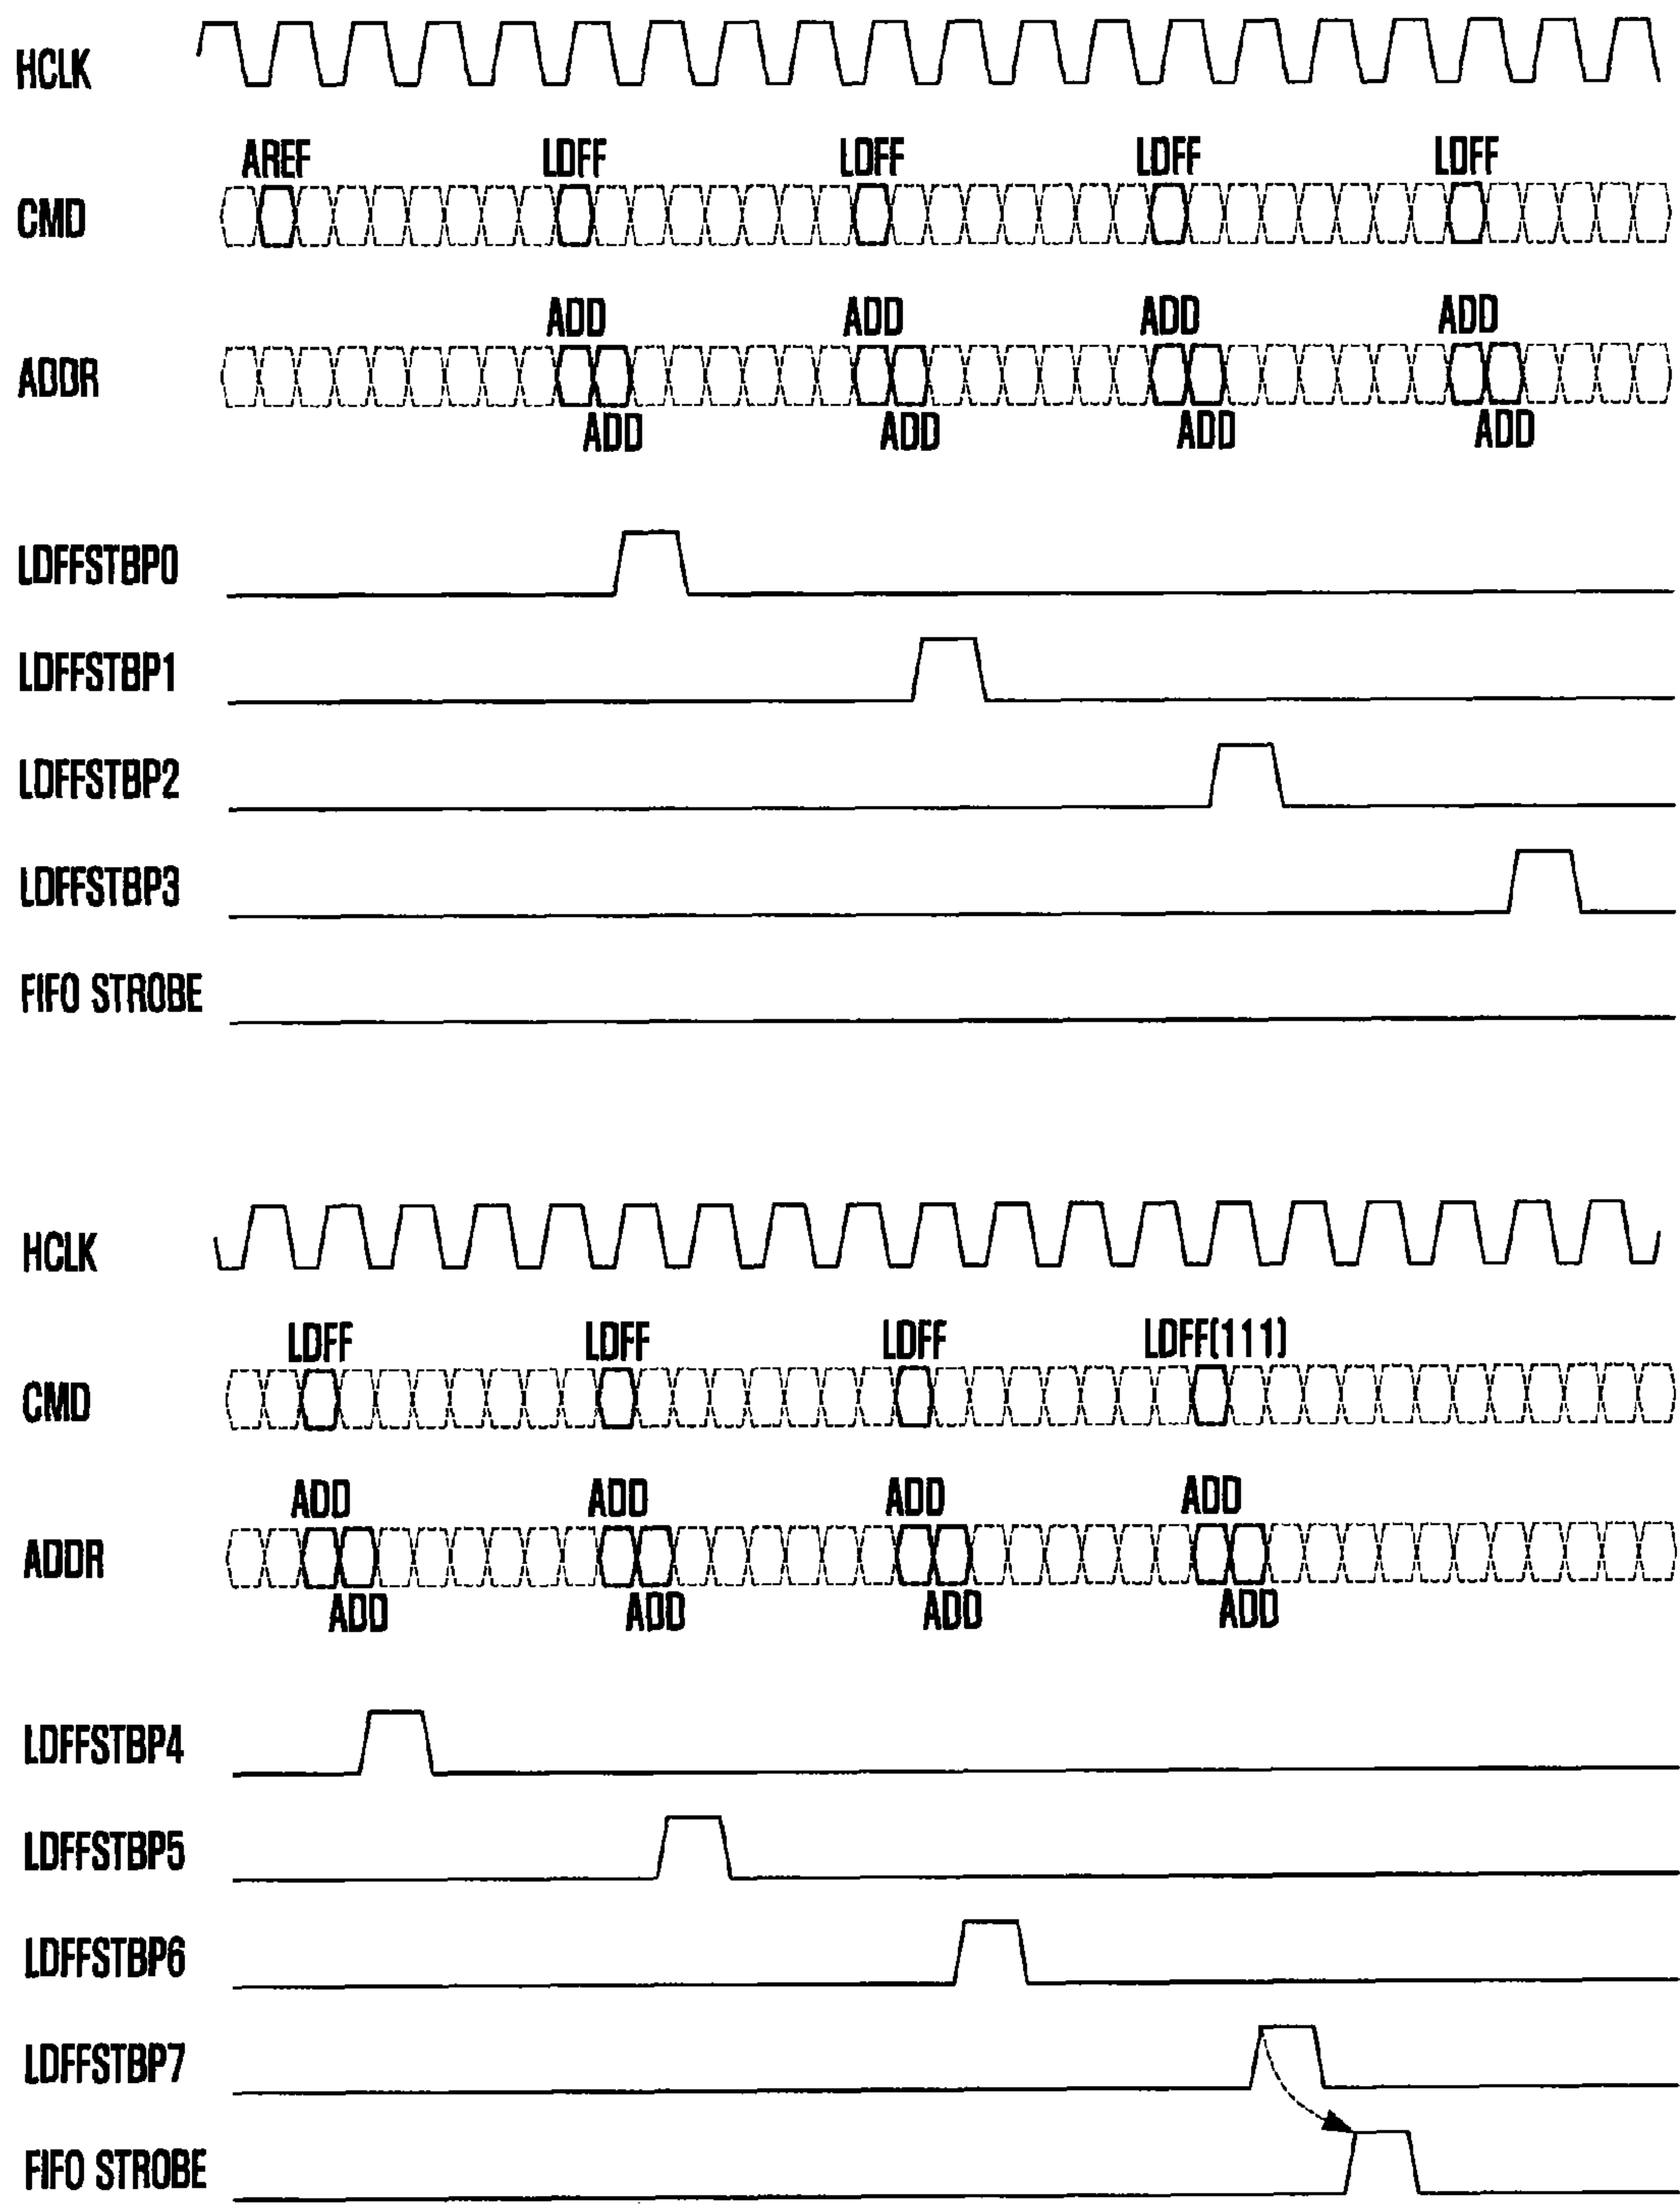 HCLK
AREF LDFF LDFF LDFF LDFF
CMD
ADD ADD ADD ADD
ADDR
ADD ADD ADD ADD
LDFFSTBP0
LDFFSTBP1
LDFFSTBP2
LDFFSTBP3
FIFO STROBE
HCLK
LDFF LDFF LDFF LDFF(111)
CMD
ADD ADD ADD ADD
ADDR
ADD ADD ADD ADD
LDFFSTBP4
LDFFSTBP5
LDFFSTBP6
LDFFSTBP7
FIFO STROBE